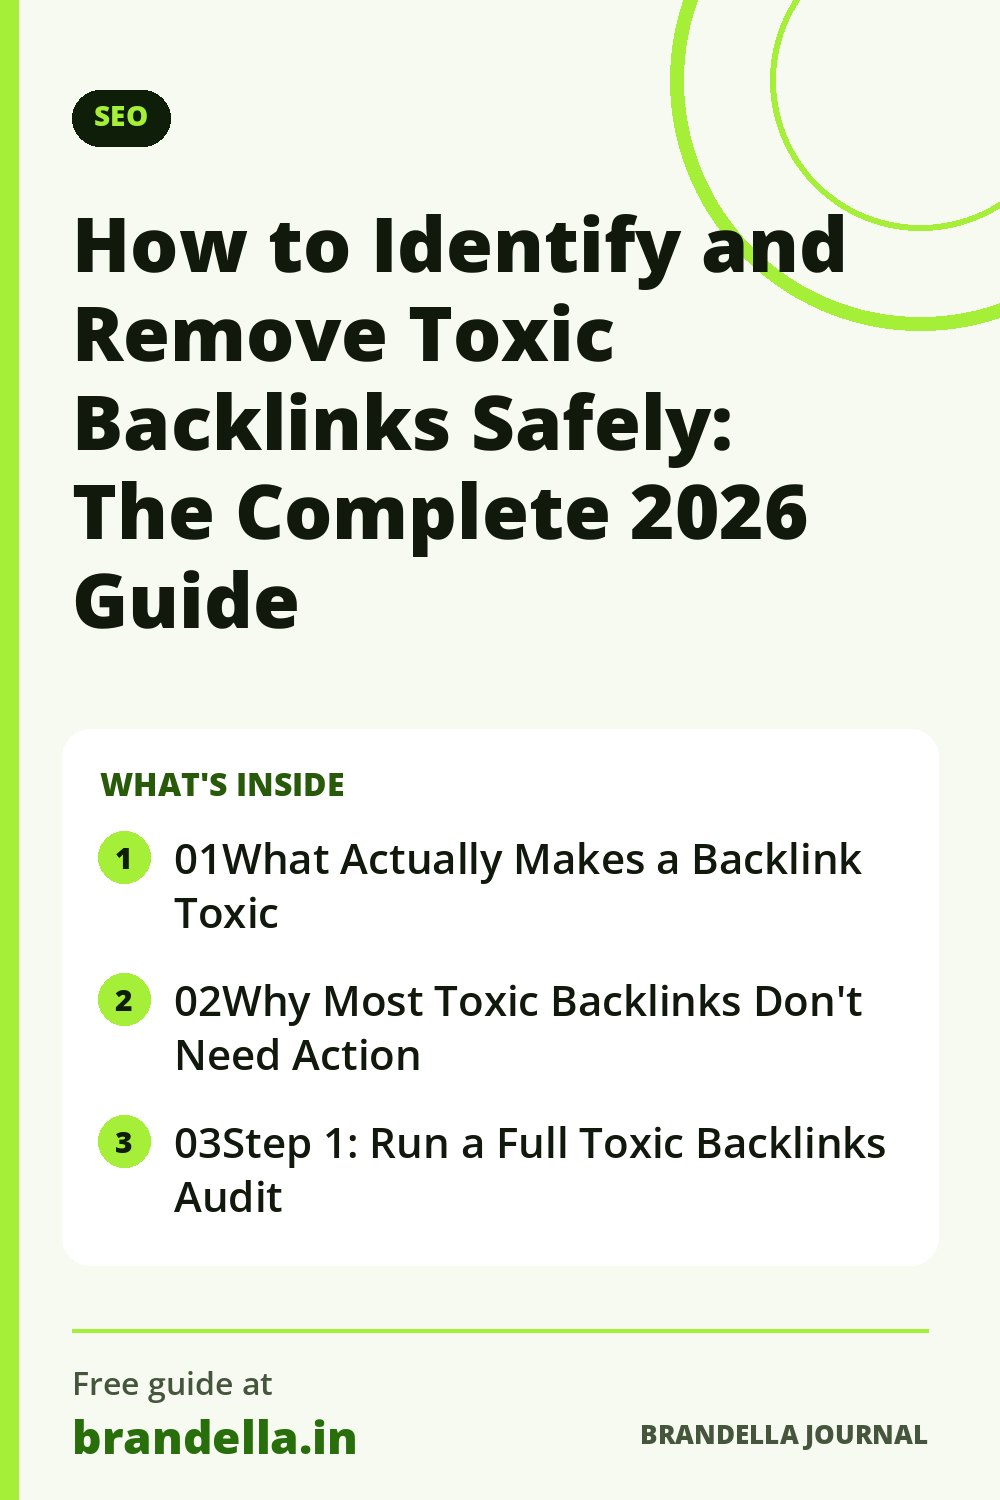 SEO
How to Identify and
Remove Toxic
Backlinks Safely:
The Complete 2026
Guide
WHAT'S INSIDE
1 01What Actually Makes a Backlink
Toxic
2 02Why Most Toxic Backlinks Don't
Need Action
3 03Step 1: Run a Full Toxic Backlinks
Audit
Free guide at
brandella.in
BRANDELLA JOURNAL